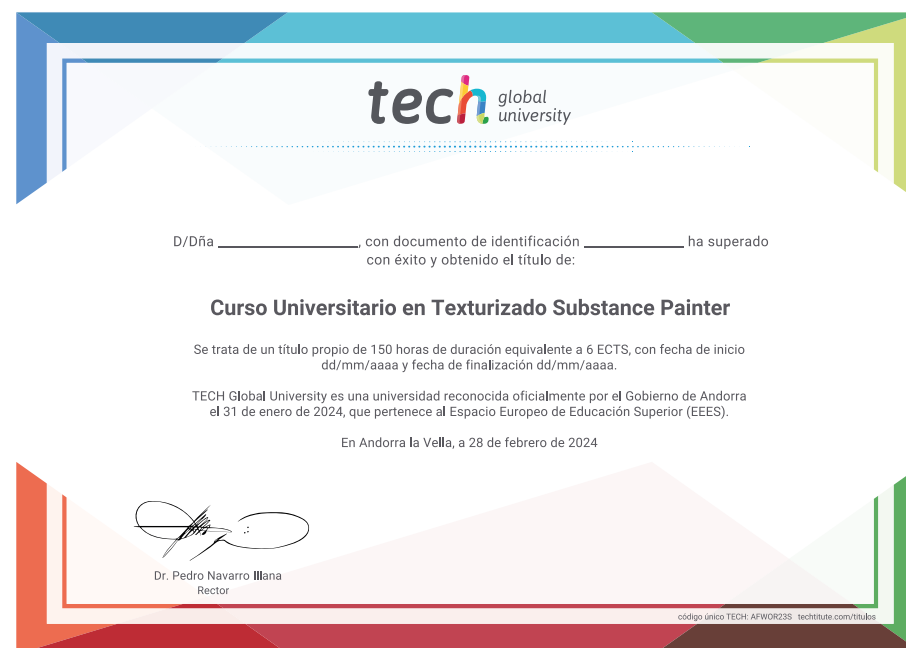 tech global
university
D/Dña ______________, con documento de identificación __________ ha superado
con éxito y obtenido el título de:
Curso Universitario en Texturizado Substance Painter
Se trata de un título propio de 150 horas de duración equivalente a 6 ECTS, con fecha de inicio
dd/mm/aaaa y fecha de finalización dd/mm/aaaa.
TECH Global University es una universidad reconocida oficialmente por el Gobierno de Andorra
el 31 de enero de 2024, que pertenece al Espacio Europeo de Educación Superior (EEES).
En Andorra la Vella, a 28 de febrero de 2024
Dr. Pedro Navarro Illana
Rector
código único TECH: AFWOR23S techtitute.com/titulos